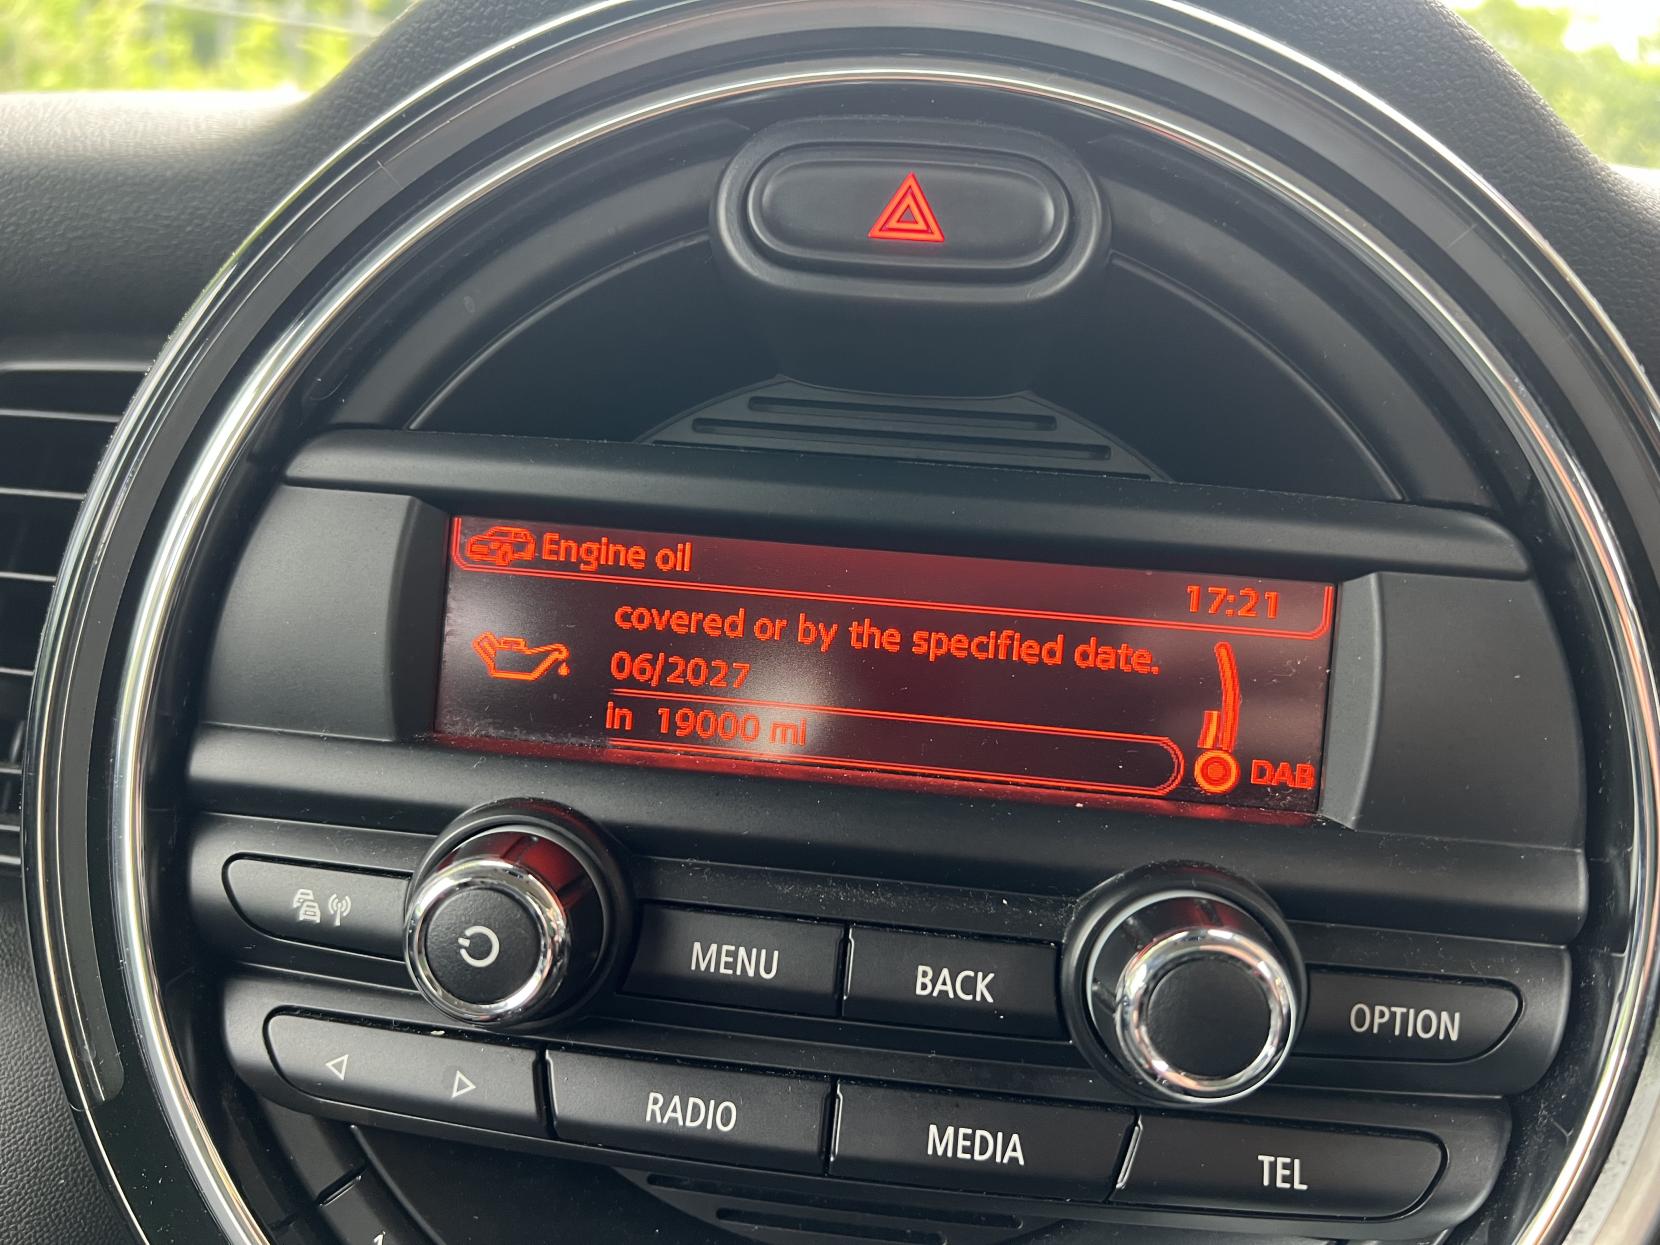 Engine oil
17:21
covered or by the specified date.
06/2027
in 19000 mi
DAB
MENU
BACK
OPTION
RADIO
MEDIA
TEL
1